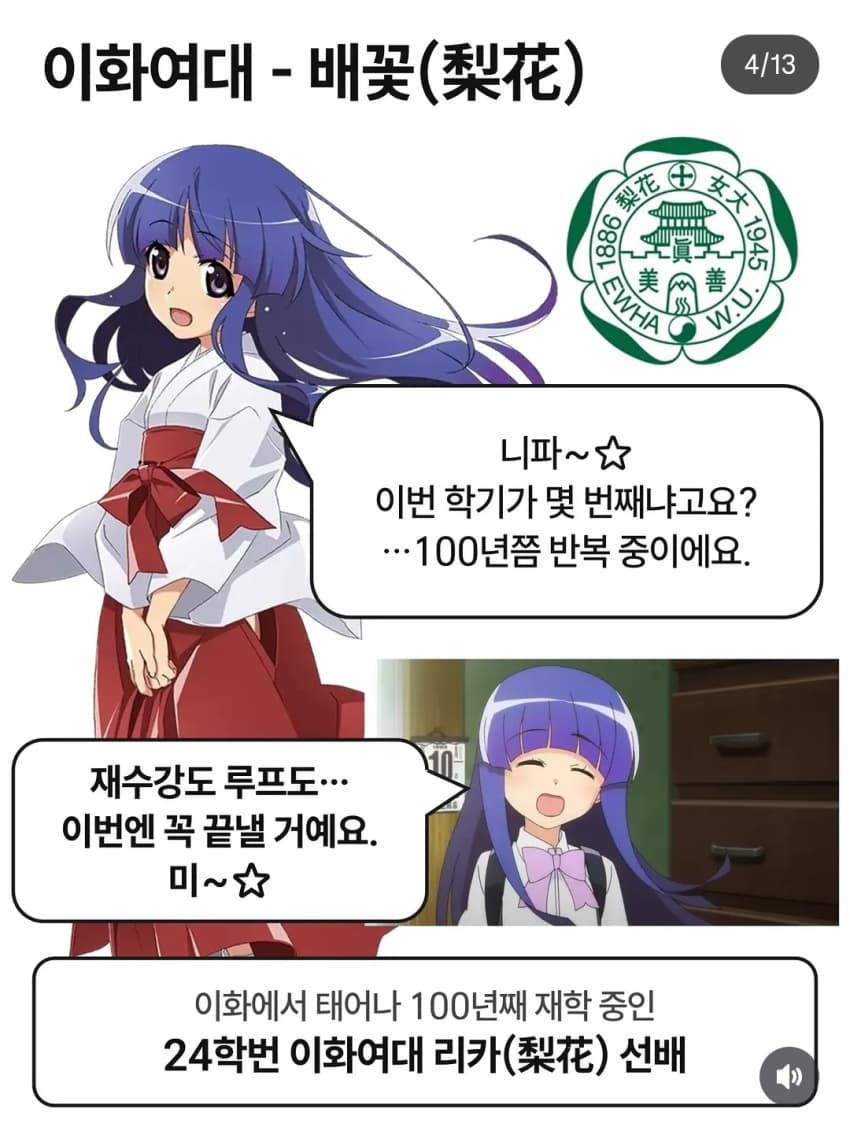 이화여대 - 배꽃(梨花)
4/13
1886 梨花 女大 1945
眞
美 善
EWHA W.U.
니파~☆
이번 학기가 몇 번째냐고요?
…100년쯤 반복 중이에요.
10
재수강도 루프도…
이번엔 꼭 끝낼 거예요.
미~☆
이화에서 태어나 100년째 재학 중인
24학번 이화여대 리카(梨花) 선배